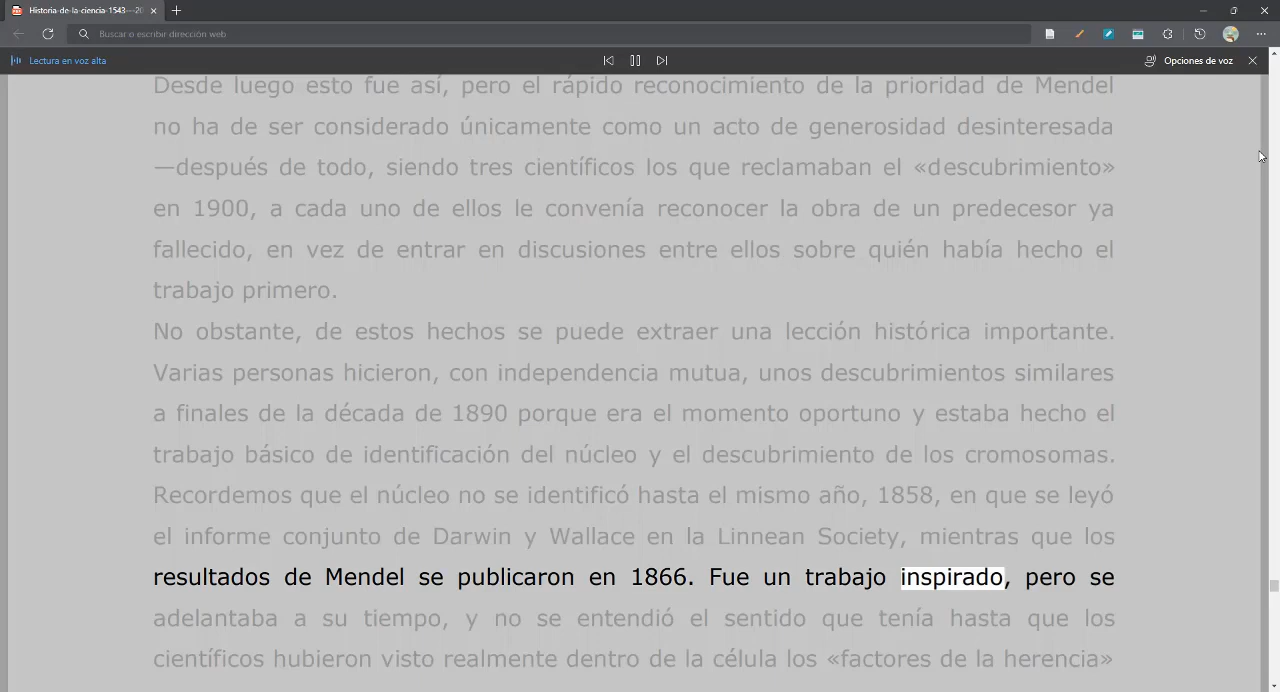 Historia-de-la-ciencia-1543---20
Buscar o escribir dirección web
Lectura en voz alta
Opciones de voz
Desde luego esto fue así, pero el rápido reconocimiento de la prioridad de Mendel
no ha de ser considerado únicamente como un acto de generosidad desinteresada
—después de todo, siendo tres científicos los que reclamaban el «descubrimiento»
en 1900, a cada uno de ellos le convenía reconocer la obra de un predecesor ya
fallecido, en vez de entrar en discusiones entre ellos sobre quién había hecho el
trabajo primero.
No obstante, de estos hechos se puede extraer una lección histórica importante.
Varias personas hicieron, con independencia mutua, unos descubrimientos similares
a finales de la década de 1890 porque era el momento oportuno y estaba hecho el
trabajo básico de identificación del núcleo y el descubrimiento de los cromosomas.
Recordemos que el núcleo no se identificó hasta el mismo año, 1858, en que se leyó
el informe conjunto de Darwin y Wallace en la Linnean Society, mientras que los
resultados de Mendel se publicaron en 1866. Fue un trabajo inspirado, pero se
adelantaba a su tiempo, y no se entendió el sentido que tenía hasta que los
científicos hubieron visto realmente dentro de la célula los «factores de la herencia»